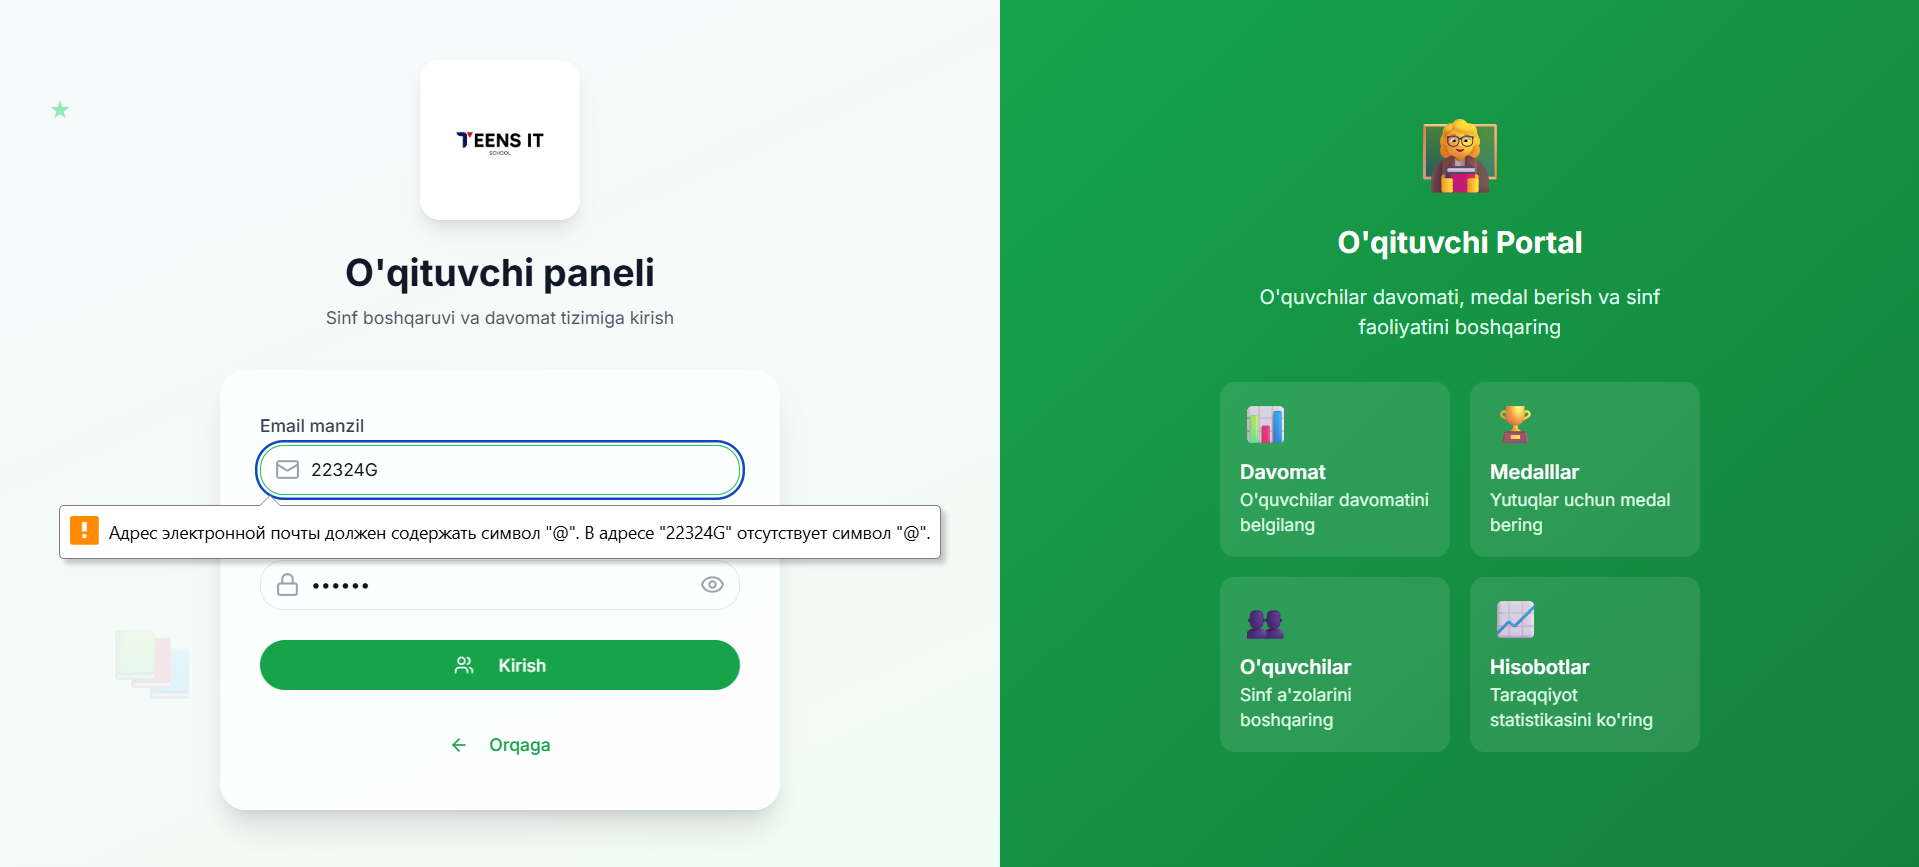 TEENS IT
SCHOOL
O'qituvchi paneli
Sinf boshqaruvi va davomat tizimiga kirish
Email manzil
22324G
Адрес электронной почты должен содержать символ "@". В адресе "22324G" отсутствует символ "@".
••••••
Kirish
Orqaga
O'qituvchi Portal
O'quvchilar davomati, medal berish va sinf
faoliyatini boshqaring
Davomat
O'quvchilar davomatini
belgilang
Medalllar
Yutuqlar uchun medal
bering
O'quvchilar
Sinf a'zolarini
boshqaring
Hisobotlar
Taraqqiyot
statistikasini ko'ring